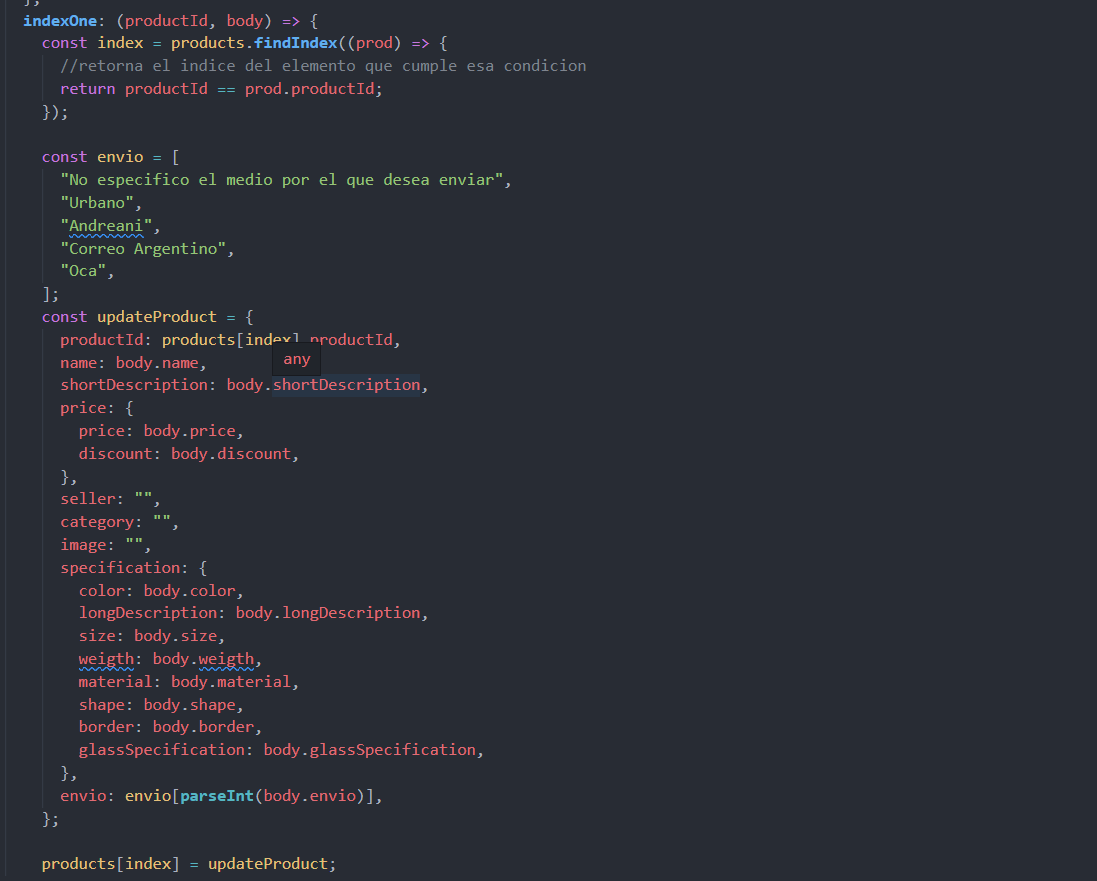 },
indexOne: (productId, body) => {
const index = products.findIndex((prod) => {
//retorna el indice del elemento que cumple esa condicion
return productId == prod.productId;
});
const envio = [
"No especifico el medio por el que desea enviar",
"Urbano",
"Andreani",
"Correo Argentino",
"Oca",
];
const updateProduct = {
productId: products[index].productId,
any
name: body.name,
shortDescription: body.shortDescription,
price: {
price: body.price,
discount: body.discount,
},
seller: "",
category: "",
image: "",
specification: {
color: body.color,
longDescription: body.longDescription,
size: body.size,
weigth: body.weigth,
material: body.material,
shape: body.shape,
border: body.border,
glassSpecification: body.glassSpecification,
},
envio: envio[parseInt(body.envio)],
};
products[index] = updateProduct;